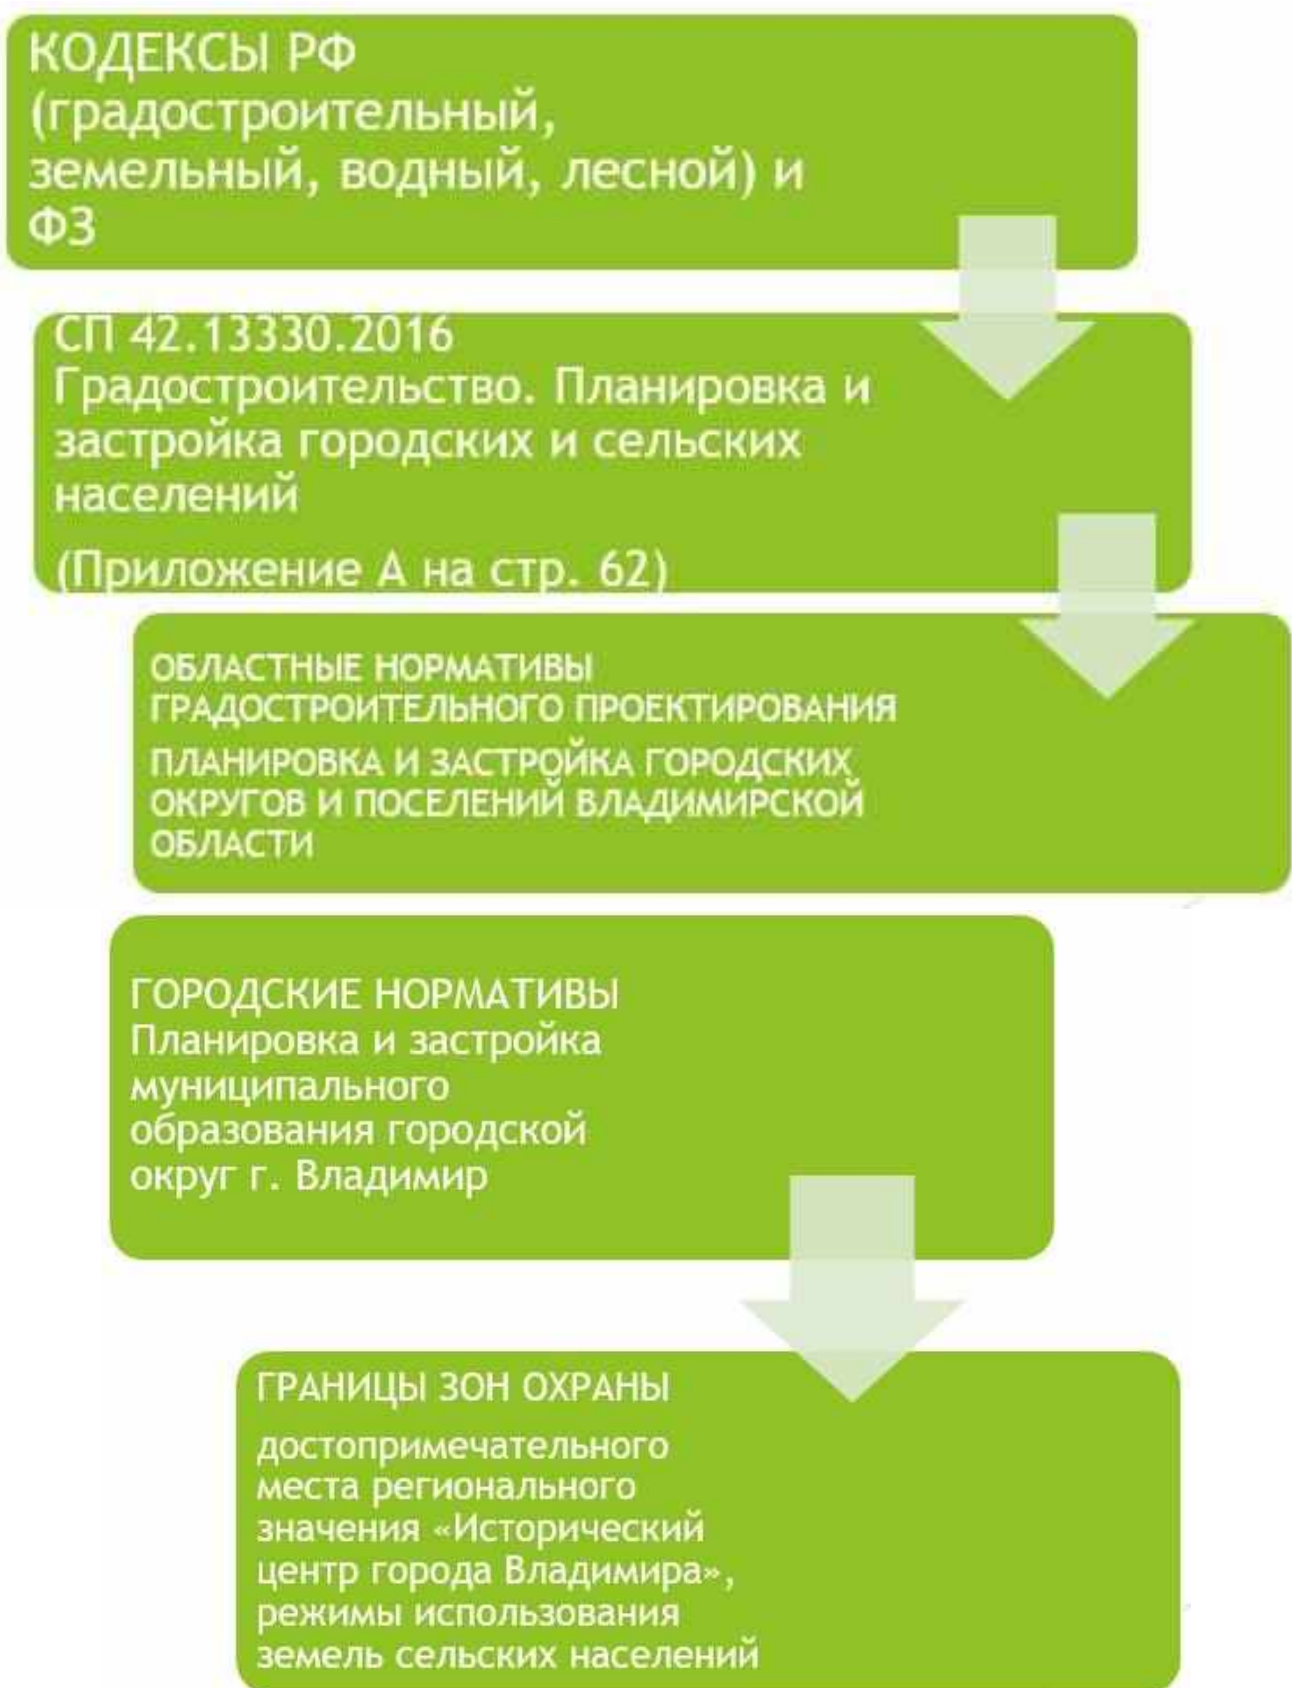 КОДЕКСЫ РФ
(градостроительный,
земельный, водный, лесной) и
ФЗ
СП 42.13330.2016
Градостроительство. Планировка и
застройка городских и сельских
населений
(Приложение А на стр. 62)
ОБЛАСТНЫЕ НОРМАТИВЫ
ГРАДОСТРОИТЕЛЬНОГО ПРОЕКТИРОВАНИЯ
ПЛАНИРОВКА И ЗАСТРОЙКА ГОРОДСКИХ
ОКРУГОВ И ПОСЕЛЕНИЙ ВЛАДИМИРСКОЙ
ОБЛАСТИ
ГОРОДСКИЕ НОРМАТИВЫ
Планировка и застройка
муниципального
образования городской
округ г. Владимир
ГРАНИЦЫ ЗОН ОХРАНЫ
достопримечательного
места регионального
значения «Исторический
центр города Владимира»,
режимы использования
земель сельских населений